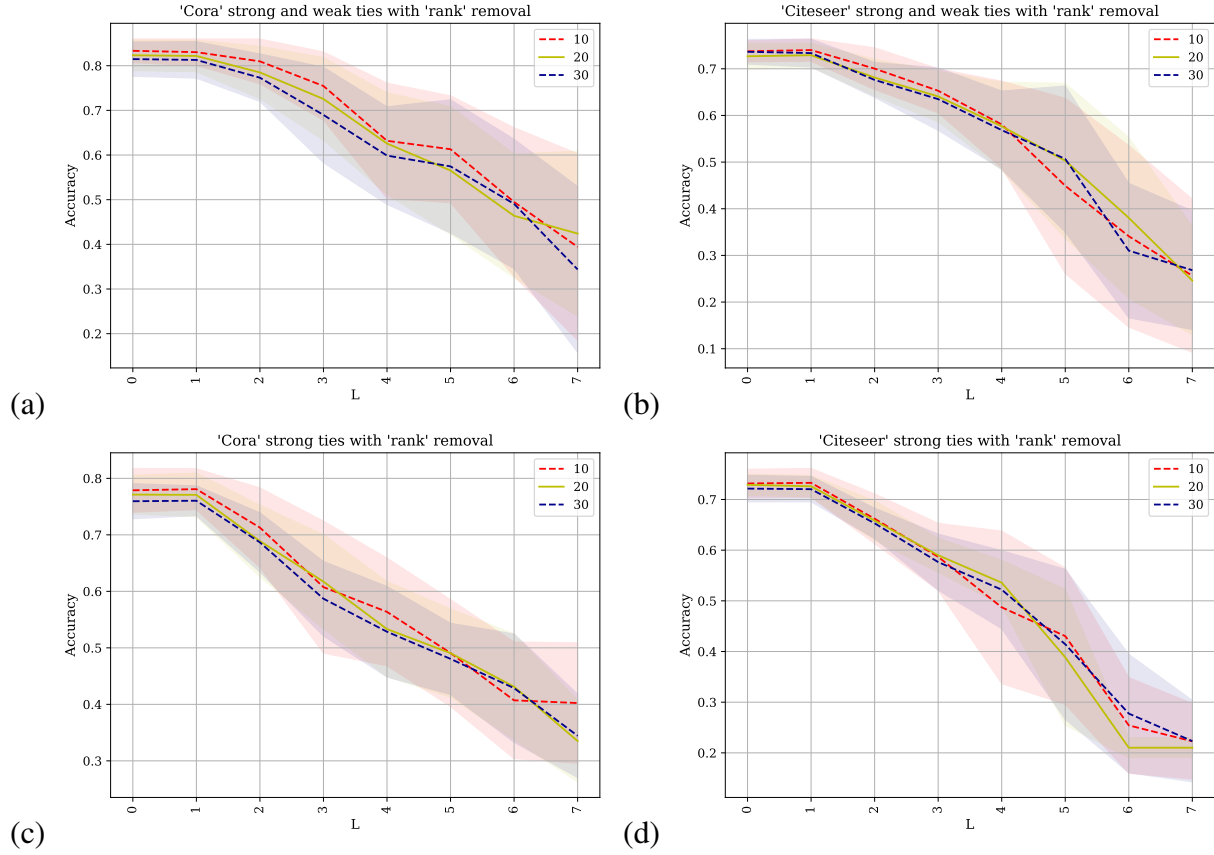 'Cora' strong and weak ties with 'rank' removal
10
20
30
0.8
0.7
0.6
0.5
0.4
0.3
0.2
Accuracy
0 1 2 3 4 5 6 7
L
(a)
'Citeseer' strong and weak ties with 'rank' removal
10
20
30
0.7
0.6
0.5
0.4
0.3
0.2
0.1
Accuracy
0 1 2 3 4 5 6 7
L
(b)
'Cora' strong ties with 'rank' removal
10
20
30
0.8
0.7
0.6
0.5
0.4
0.3
Accuracy
0 1 2 3 4 5 6 7
L
(c)
'Citeseer' strong ties with 'rank' removal
10
20
30
0.7
0.6
0.5
0.4
0.3
0.2
Accuracy
0 1 2 3 4 5 6 7
L
(d)